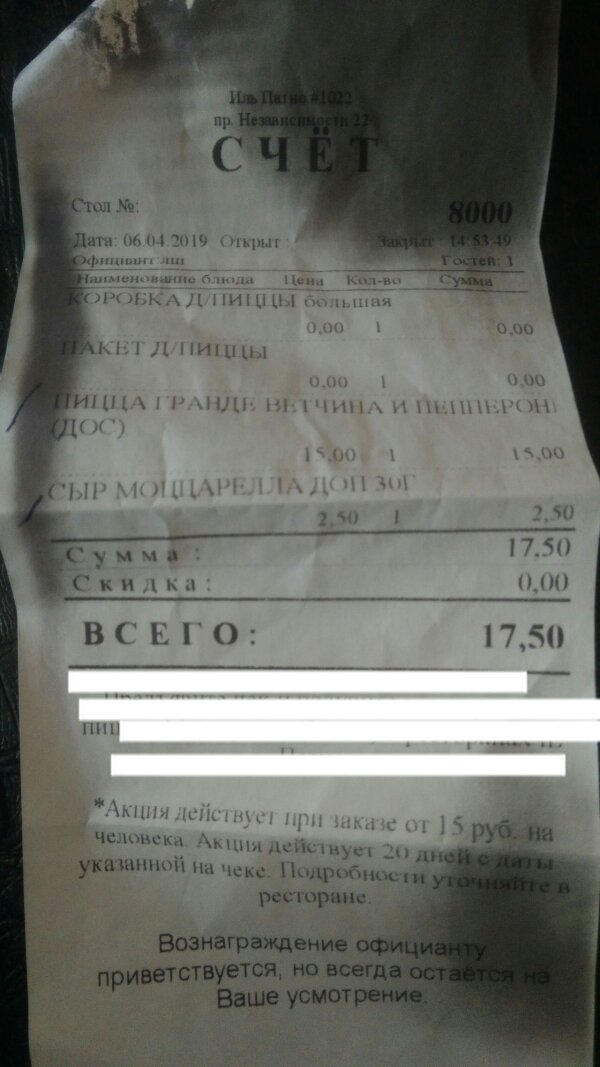 Иль Патио #1022
пр. Независимости 22
СЧЁТ
Стол №: 8000
Дата: 06.04.2019 Открыт : Закрыт : 14:53:49
Официант: Гостей: 1
Наименование блюда Цена Кол-во Сумма
КОРОБКА Д/ПИЦЦЫ большая
0,00 1 0,00
ПАКЕТ Д/ПИЦЦЫ
0,00 1 0,00
ПИЦЦА ГРАНДЕ ВЕТЧИНА И ПЕППЕРОНИ
(ДОС)
15,00 1 15,00
СЫР МОЦЦАРЕЛЛА ДОП 30Г
2,50 1 2,50
Сумма : 17,50
Скидка : 0,00
ВСЕГО: 17,50
*Акция действует при заказе от 15 руб. на
человека. Акция действует 20 дней с даты
указанной на чеке. Подробности уточняйте в
ресторане.
Вознаграждение официанту
приветствуется, но всегда остаётся на
Ваше усмотрение.